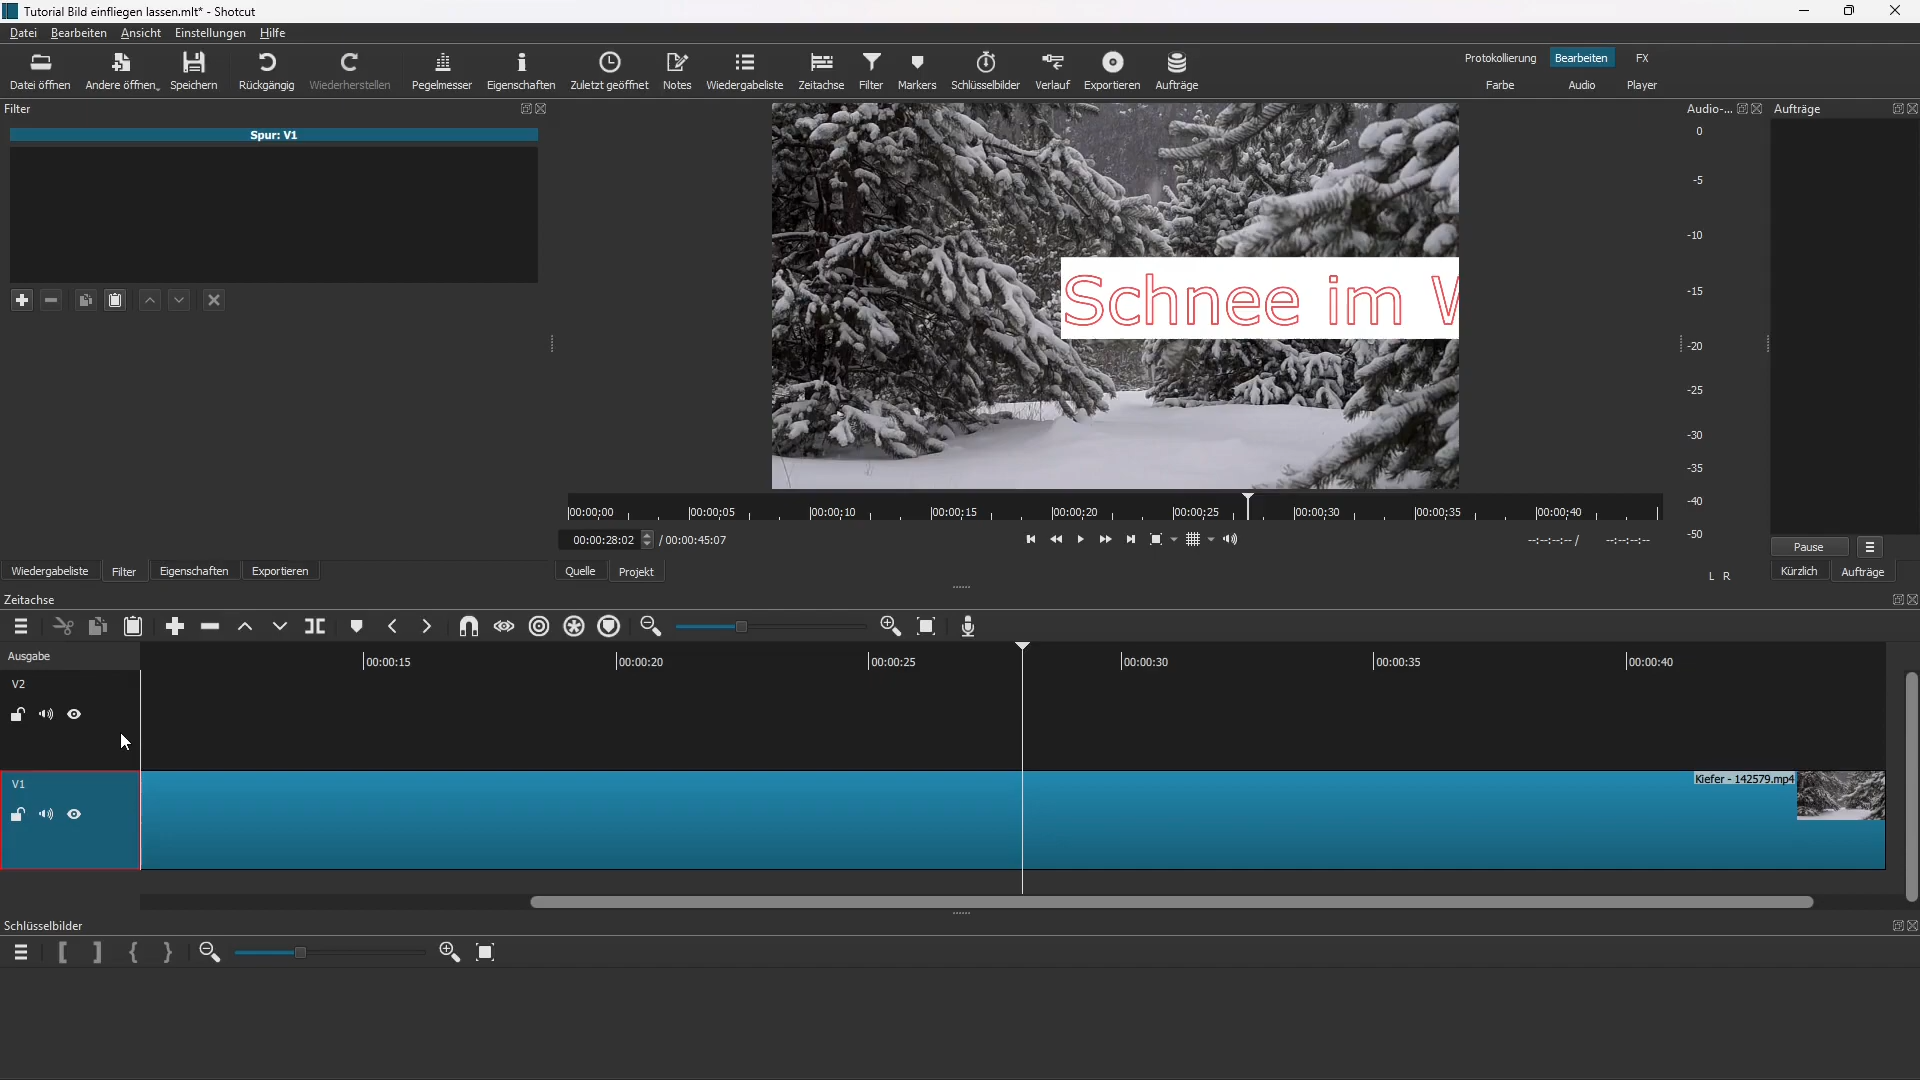 Tutorial Bild einfliegen lassen.mlt* - Shotcut
Datei Bearbeiten Ansicht Einstellungen Hilfe
Datei öffnen Andere öffnen Speichern Rückgängig Wiederherstellen Pegelmesser Eigenschaften Zuletzt geöffnet Notes Wiedergabeliste Zeitachse Filter Markers Schlüsselbilder Verlauf Exportieren Aufträge
Protokollierung Bearbeiten FX
Farbe Audio Player
Filter
Spur: V1
Schnee im
Audio-... Aufträge
0
-5
-10
-15
-20
-25
-30
-35
-40
-50
L R
00:00:00 00:00:05 00:00:10 00:00:15 00:00:20 00:00:25 00:00:30 00:00:35 00:00:40
00:00:28:02 / 00:00:45:07
--:--:--:-- / --:--:--:--
Pause
Wiedergabeliste Filter Eigenschaften Exportieren
Quelle Projekt
Kürzlich Aufträge
Zeitachse
Ausgabe
00:00:15 00:00:20 00:00:25 00:00:30 00:00:35 00:00:40
V2
V1
Kiefer - 142579.mp4
Schlüsselbilder